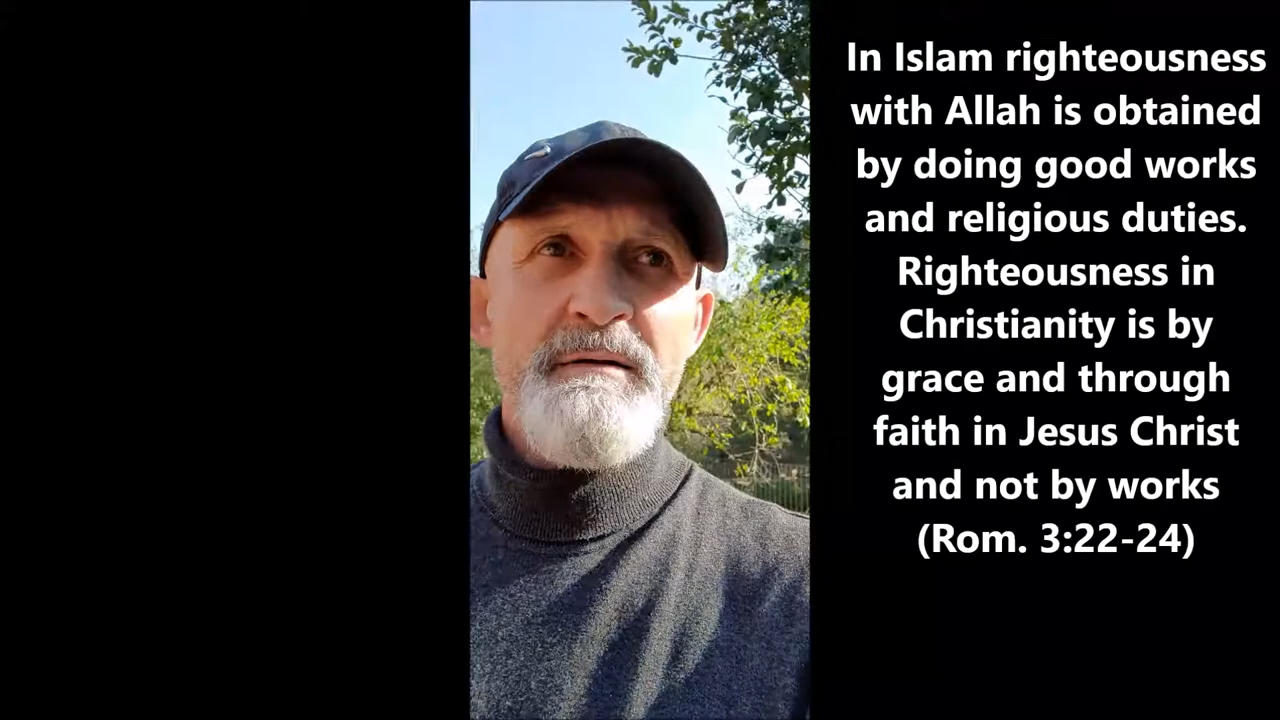 In Islam righteousness
with Allah is obtained
by doing good works
and religious duties.
Righteousness in
Christianity is by
grace and through
faith in Jesus Christ
and not by works
(Rom. 3:22-24)